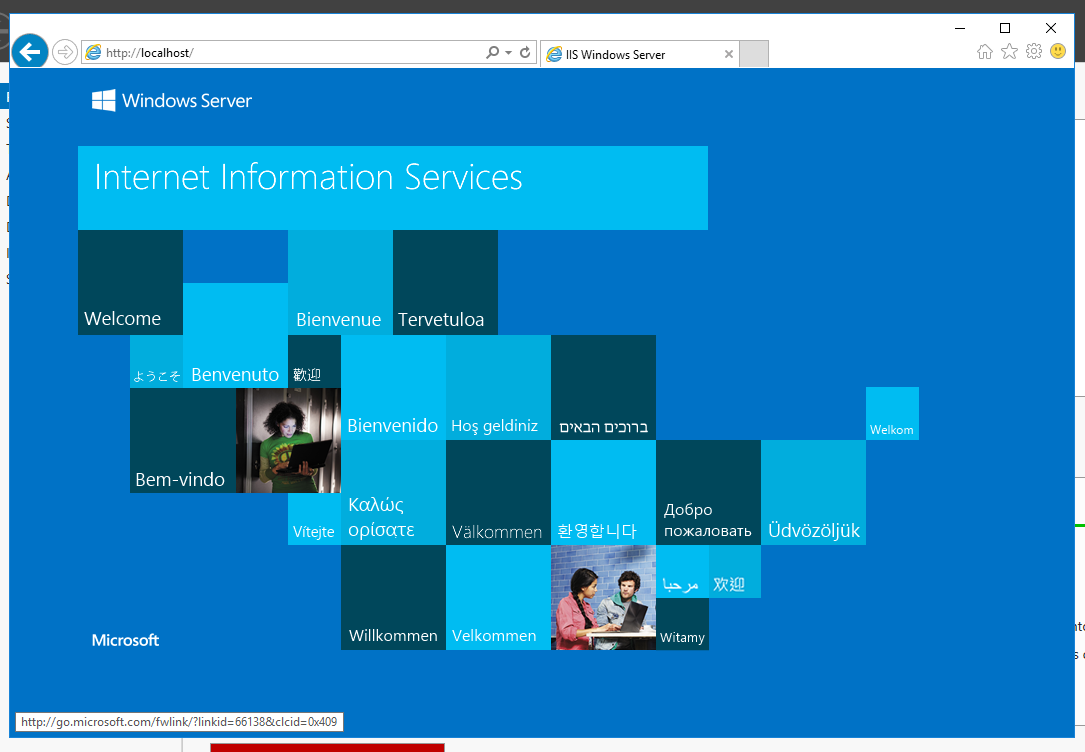 http://localhost/
IIS Windows Server
Windows Server
Internet Information Services
Welcome
Bienvenue
Tervetuloa
ようこそ
Benvenuto
歡迎
Bienvenido
Hoş geldiniz
ברוכים הבאים
Welkom
Bem-vindo
Vítejte
Καλώς
ορίσατε
Välkommen
환영합니다
Добро
пожаловать
Üdvözöljük
Willkommen
Velkommen
مرحبا
欢迎
Witamy
Microsoft
http://go.microsoft.com/fwlink/?linkid=66138&clcid=0x409